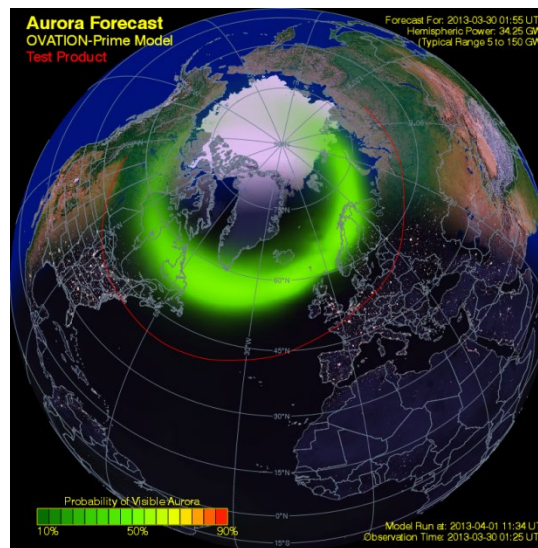 Aurora Forecast
OVATION-Prime Model
Test Product
Forecast For: 2013-03-30 01:55 UT
Hemispheric Power: 34.25 GW
(Typical Range 5 to 150 GW
60°N
45°N
30°W
30°N
15°N
0°N
15°S
Probability of Visible Aurora
10% 50% 90%
Model Run at: 2013-04-01 11:34 UT
Observation Time: 2013-03-30 01:25 UT